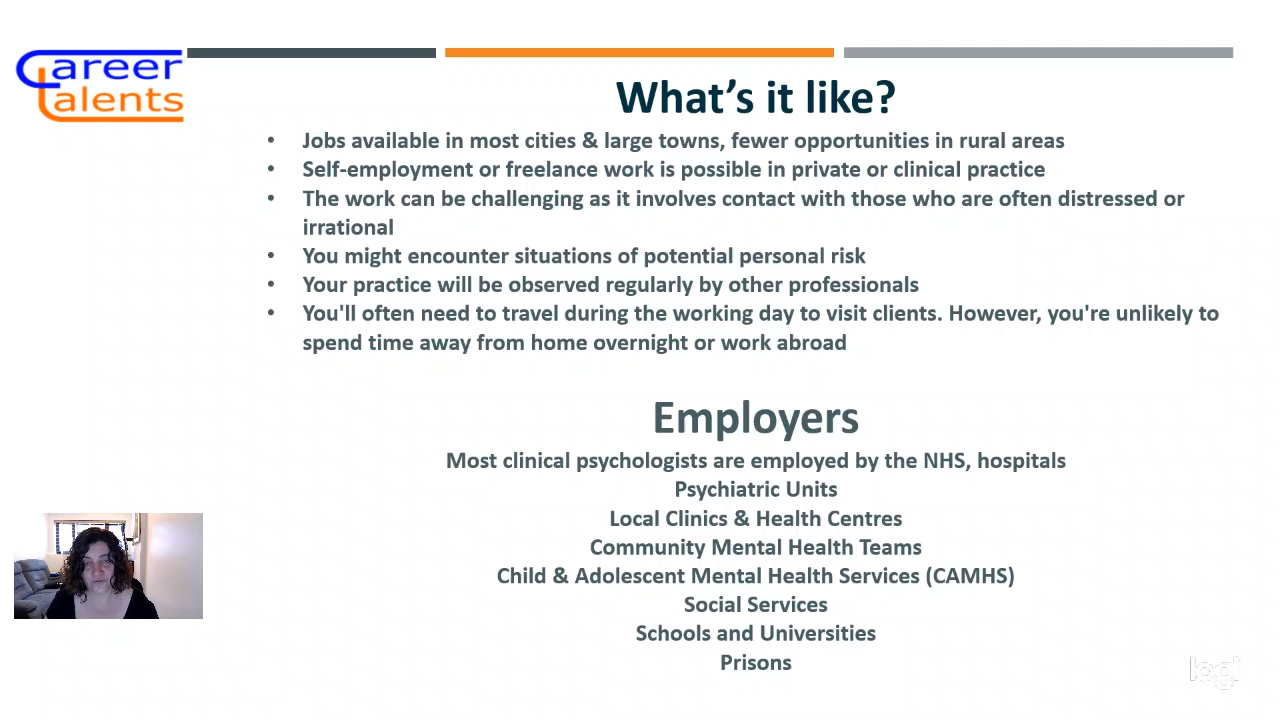 Career
Talents
What’s it like?
• Jobs available in most cities & large towns, fewer opportunities in rural areas
• Self-employment or freelance work is possible in private or clinical practice
• The work can be challenging as it involves contact with those who are often distressed or
irrational
• You might encounter situations of potential personal risk
• Your practice will be observed regularly by other professionals
• You'll often need to travel during the working day to visit clients. However, you're unlikely to
spend time away from home overnight or work abroad
Employers
Most clinical psychologists are employed by the NHS, hospitals
Psychiatric Units
Local Clinics & Health Centres
Community Mental Health Teams
Child & Adolescent Mental Health Services (CAMHS)
Social Services
Schools and Universities
Prisons
logi